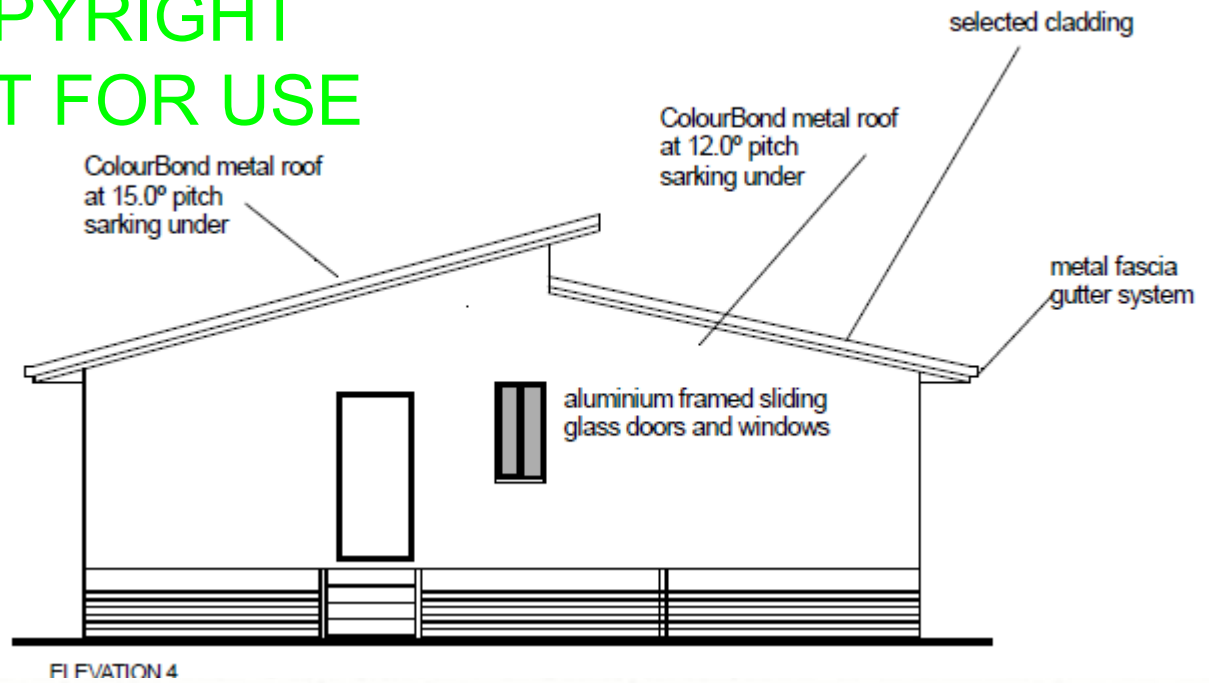 PYRIGHT
T FOR USE
selected cladding
ColourBond metal roof
at 15.0º pitch
sarking under
ColourBond metal roof
at 12.0º pitch
sarking under
metal fascia
gutter system
aluminium framed sliding
glass doors and windows
ELEVATION 4